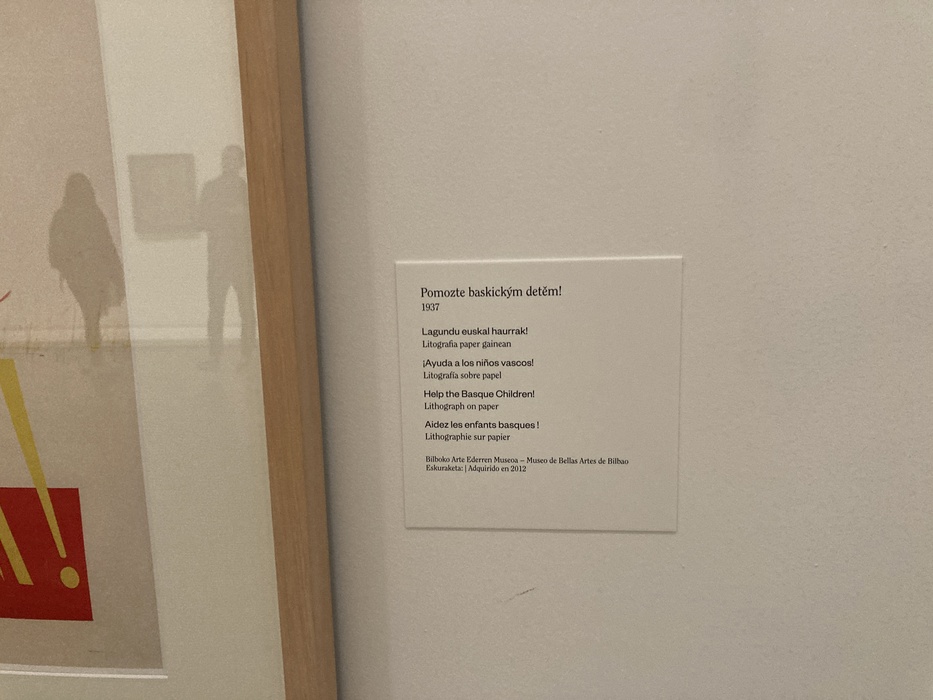 Pomozte baskickým detěm!
1937
Lagundu euskal haurrak!
Litografia paper gainean
¡Ayuda a los niños vascos!
Litografía sobre papel
Help the Basque Children!
Lithograph on paper
Aidez les enfants basques !
Lithographie sur papier
Bilboko Arte Ederren Museoa – Museo de Bellas Artes de Bilbao
Eskuraketa: | Adquirido en 2012
!